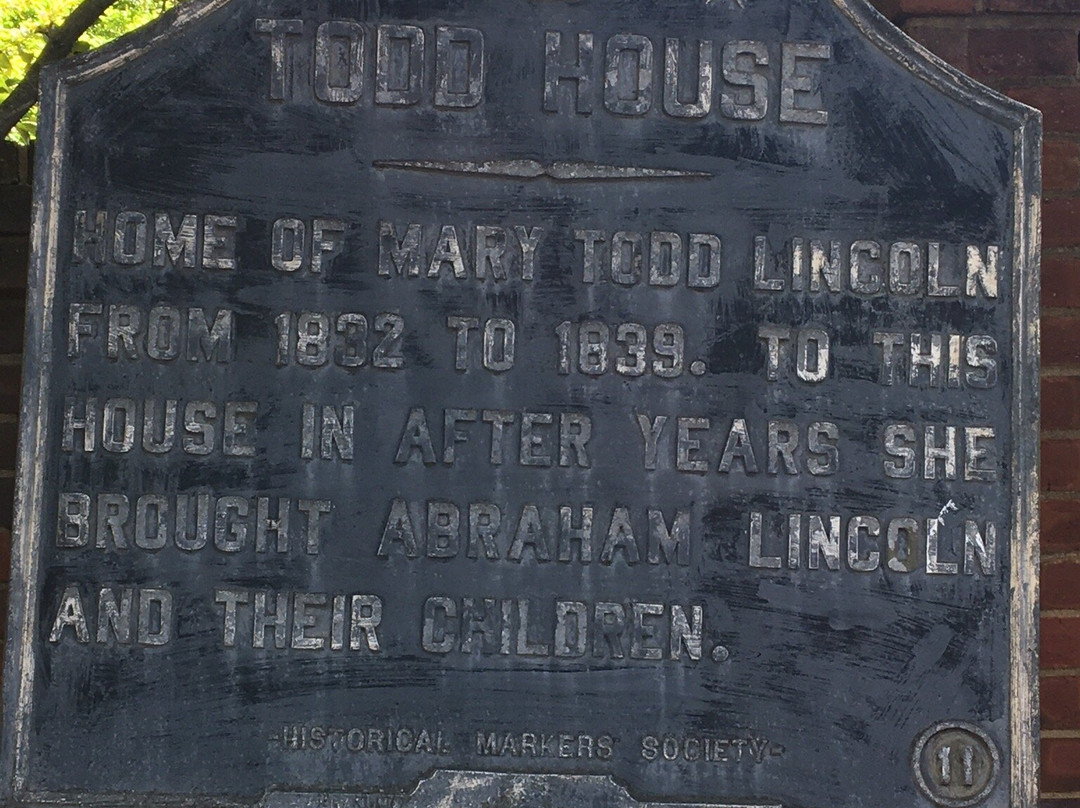 TODD HOUSE
HOME OF MARY TODD LINCOLN
FROM 1832 TO 1839. TO THIS
HOUSE IN AFTER YEARS SHE
BROUGHT ABRAHAM LINCOLN
AND THEIR CHILDREN.
-HISTORICAL MARKERS SOCIETY-
11